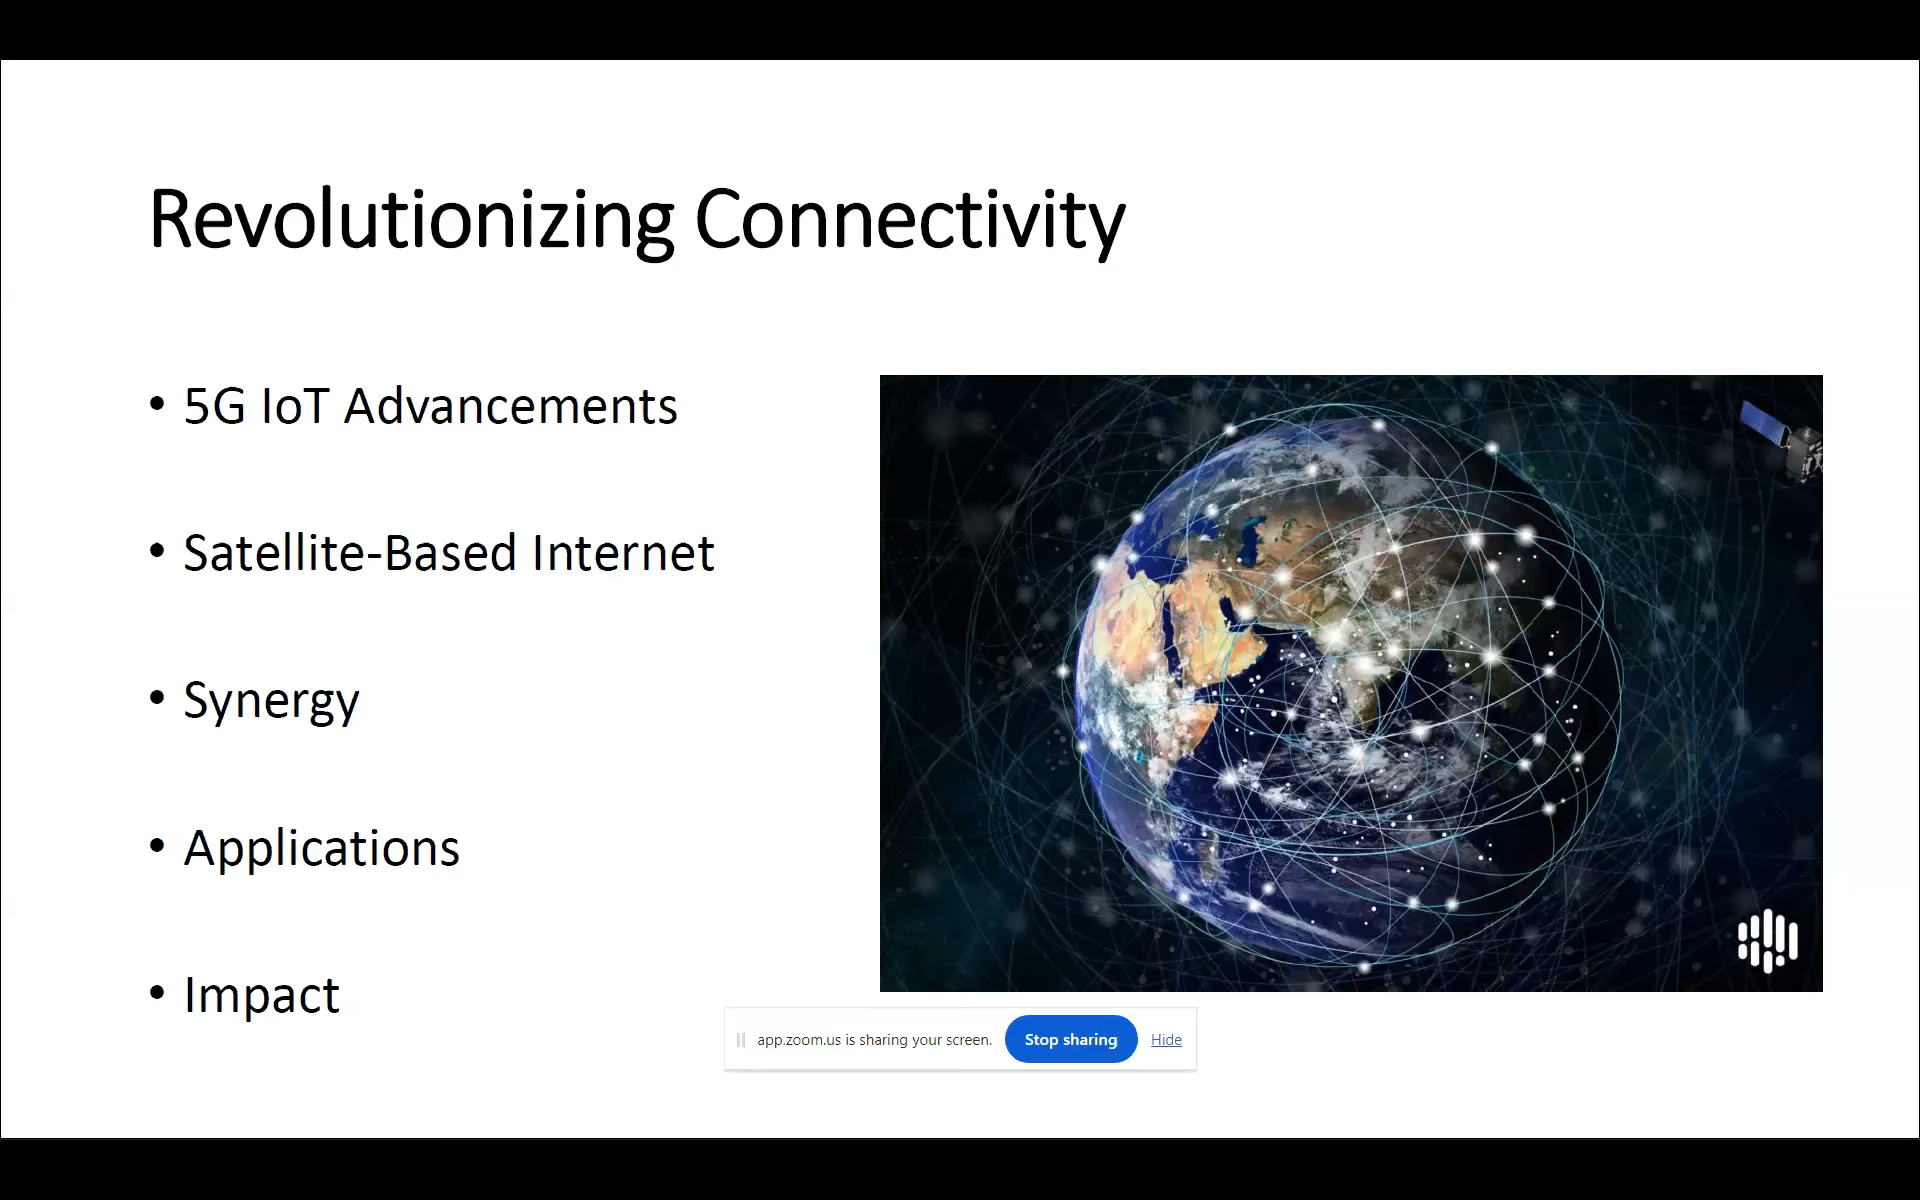 Revolutionizing Connectivity
• 5G IoT Advancements
• Satellite-Based Internet
• Synergy
• Applications
• Impact
app.zoom.us is sharing your screen. Stop sharing Hide